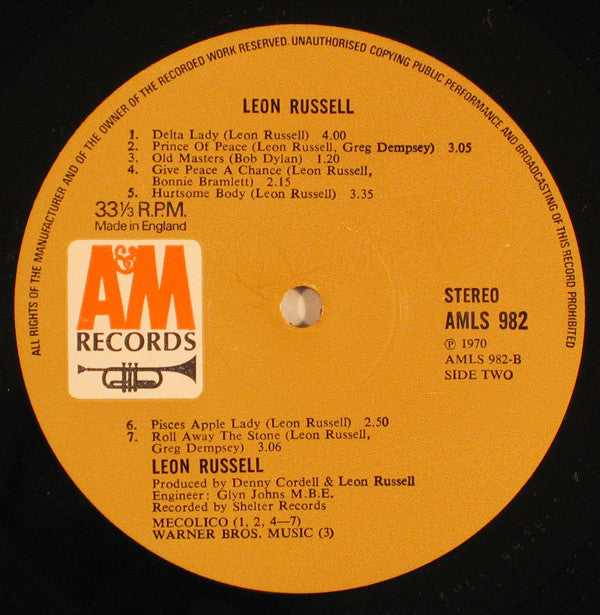 ALL RIGHTS OF THE MANUFACTURER AND OF THE OWNER OF THE RECORDED WORK RESERVED. UNAUTHORISED COPYING PUBLIC PERFORMANCE AND BROADCASTING OF THIS RECORD PROHIBITED
LEON RUSSELL
1. Delta Lady (Leon Russell) 4.00
2. Prince Of Peace (Leon Russell, Greg Dempsey) 3.05
3. Old Masters (Bob Dylan) 1.20
4. Give Peace A Chance (Leon Russell,
Bonnie Bramlett) 2.15
5. Hurtsome Body (Leon Russell) 3.35
33⅓ R.P.M.
Made in England
A&M
RECORDS
STEREO
AMLS 982
℗ 1970
AMLS 982-B
SIDE TWO
6. Pisces Apple Lady (Leon Russell) 2.50
7. Roll Away The Stone (Leon Russell,
Greg Dempsey) 3.06
LEON RUSSELL
Produced by Denny Cordell & Leon Russell
Engineer: Glyn Johns M.B.E.
Recorded by Shelter Records
MECOLICO (1, 2, 4—7)
WARNER BROS. MUSIC (3)